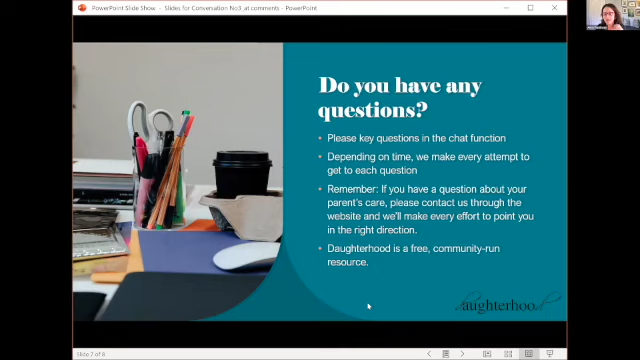 PowerPoint Slide Show - Slides for Conversation No3_at comments - PowerPoint
Do you have any
questions?
• Please key questions in the chat function
• Depending on time, we make every attempt to
get to each question
• Remember: If you have a question about your
parent's care, please contact us through the
website and we'll make every effort to point you
in the right direction.
• Daughterhood is a free, community-run
resource.
daughterhood
Slide 7 of 8